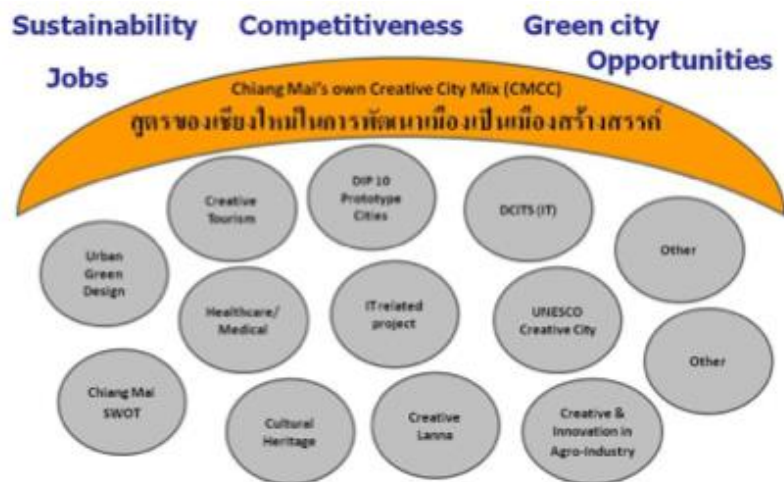 Sustainability
Competitiveness
Green city
Jobs
Opportunities
Chiang Mai's own Creative City Mix (CMCC)
สูตรของเชียงใหม่ในการพัฒนาเมืองเป็นเมืองสร้างสรรค์
Creative
Tourism
DIP 10
Prototype
Cities
DCITS (IT)
Other
Urban
Green
Design
Healthcare/
Medical
IT related
project
UNESCO
Creative City
Other
Chiang Mai
SWOT
Cultural
Heritage
Creative
Lanna
Creative &
Innovation in
Agro-Industry